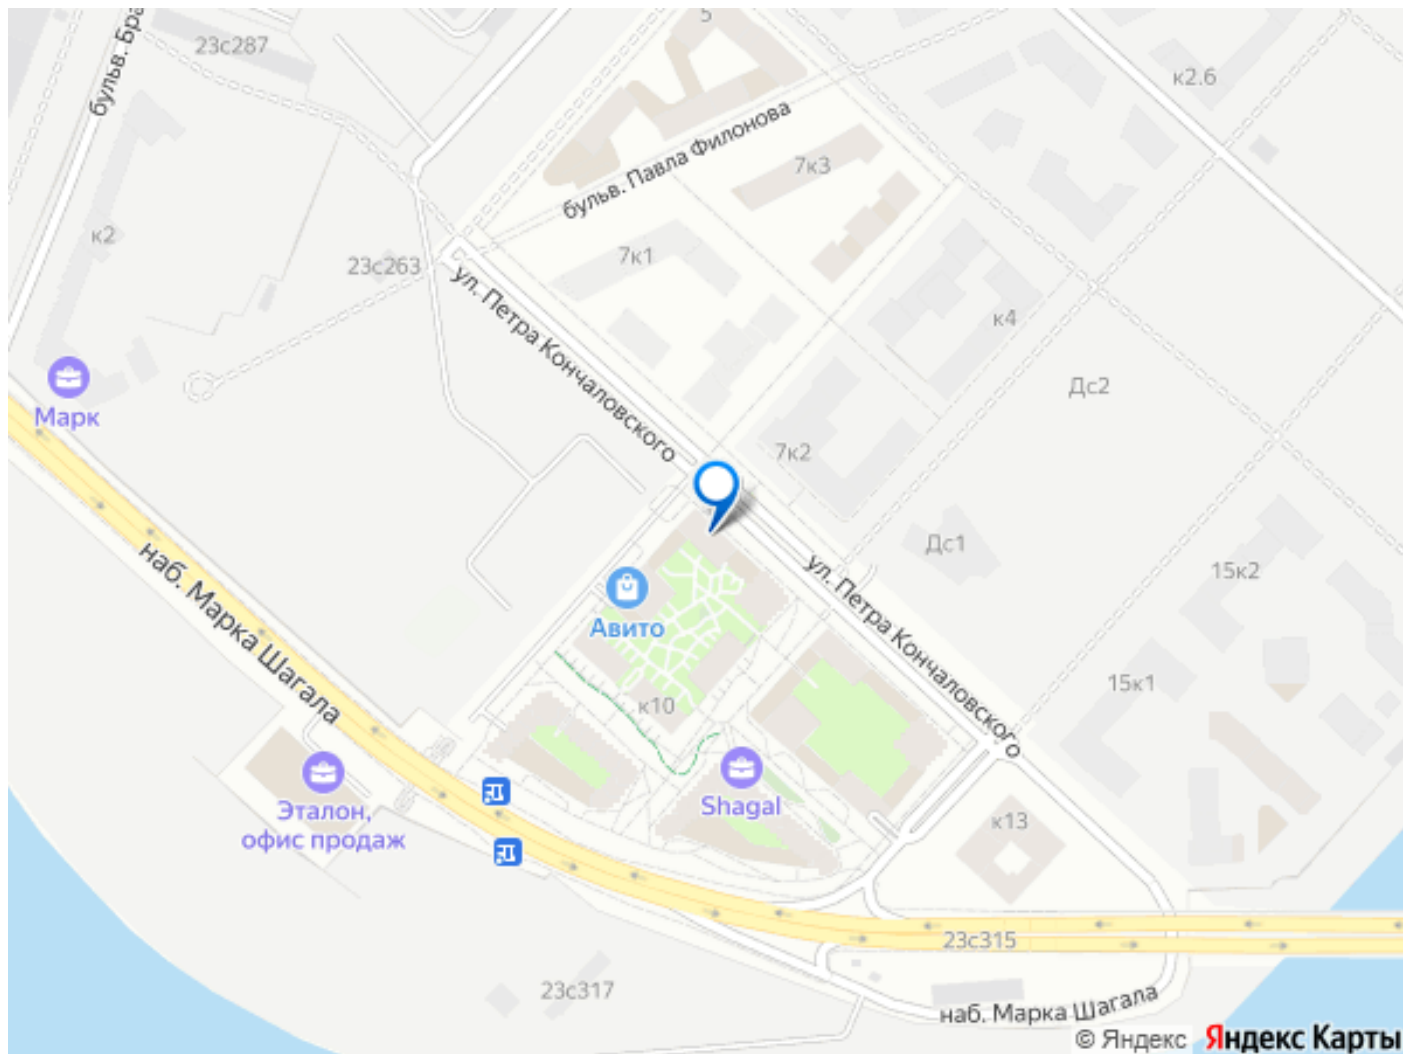 5
23с287
бульв. Бра
к2.6
бульв. Павла Филонова
7к3
к2
23с263
7к1
ул. Петра Кончаловского
к4
Марк
Дс2
7к2
Дс1
ул. Петра Кончаловского
15к2
наб. Марка Шагала
Авито
15к1
к10
Shagal
Эталон,
офис продаж
к13
23с315
23с317
наб. Марка Шагала
© Яндекс Яндекс Карты